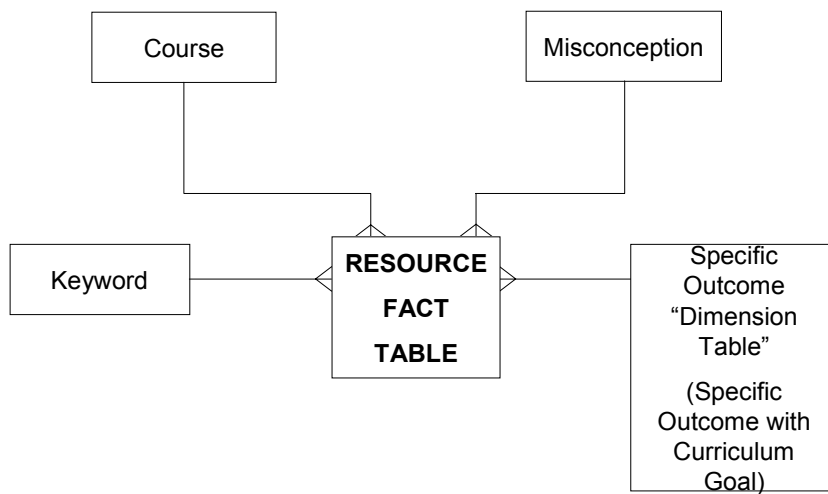 Course
Misconception
Keyword
RESOURCE
FACT
TABLE
Specific
Outcome
“Dimension
Table”
(Specific
Outcome with
Curriculum
Goal)